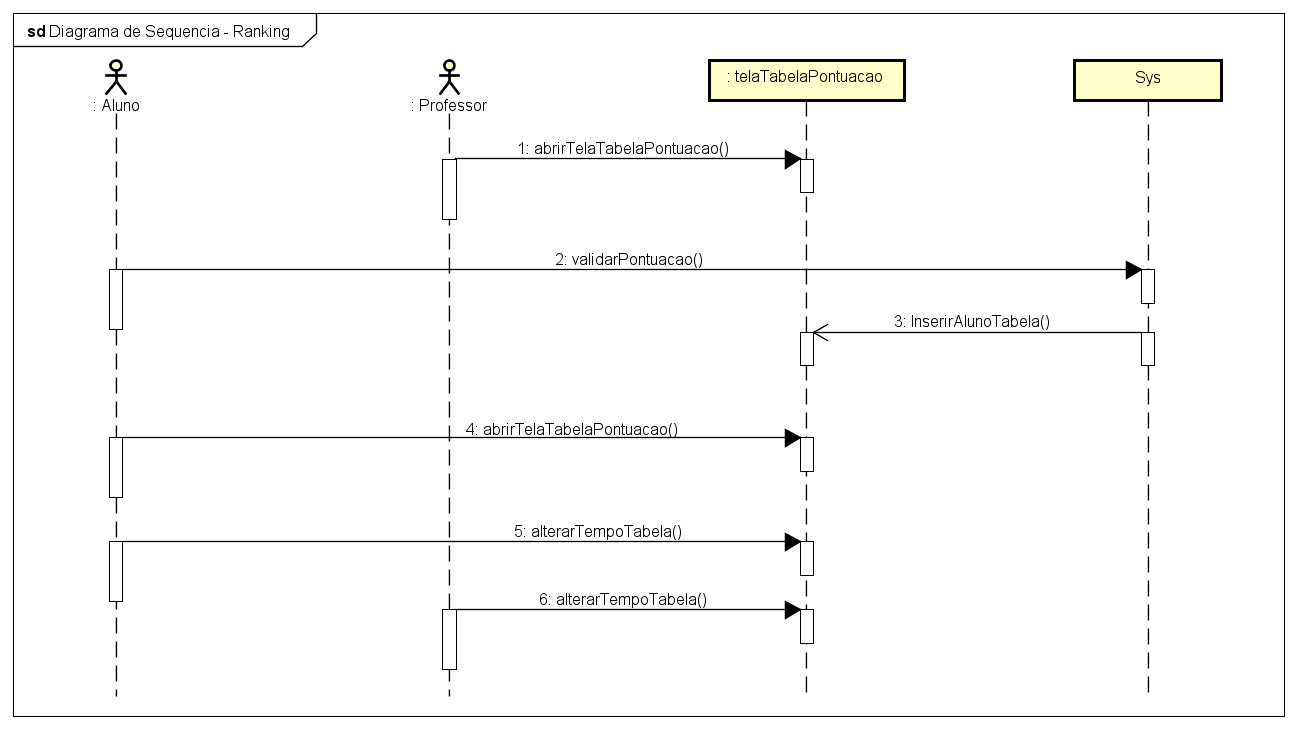 sd Diagrama de Sequencia - Ranking
: Aluno
: Professor
: telaTabelaPontuacao
Sys
1: abrirTelaTabelaPontuacao()
2: validarPontuacao()
3: InserirAlunoTabela()
4: abrirTelaTabelaPontuacao()
5: alterarTempoTabela()
6: alterarTempoTabela()